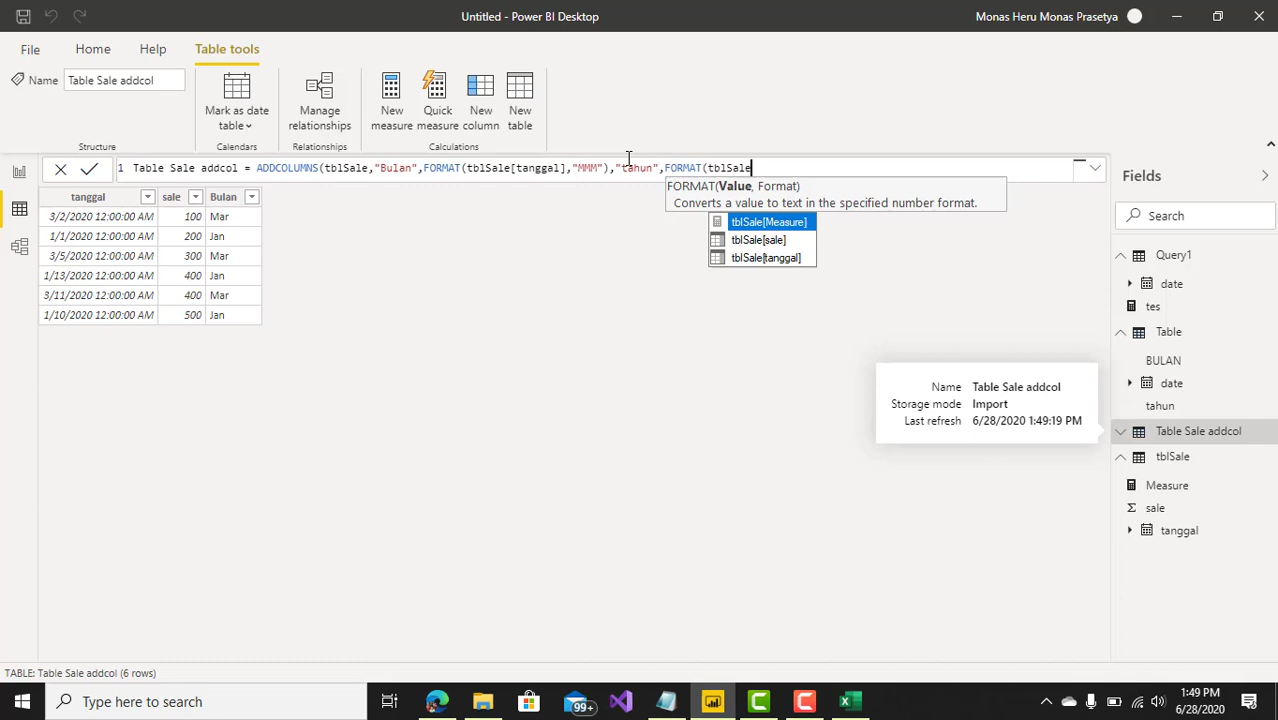 Untitled - Power BI Desktop
Monas Heru Monas Prasetya
File
Home
Help
Table tools
Name
Table Sale addcol
Mark as date
table
Manage
relationships
New
measure
Quick
measure
New
column
New
table
Structure
Calendars
Relationships
Calculations
1 Table Sale addcol = ADDCOLUMNS(tblSale,"Bulan",FORMAT(tblSale[tanggal],"MMM"),"tahun",FORMAT(tblSale
FORMAT(Value, Format)
Converts a value to text in the specified number format.
tblSale[Measure]
tblSale[sale]
tblSale[tanggal]
tanggal sale Bulan
3/2/2020 12:00:00 AM 100 Mar
1/1/2020 12:00:00 AM 200 Jan
3/5/2020 12:00:00 AM 300 Mar
1/13/2020 12:00:00 AM 400 Jan
3/11/2020 12:00:00 AM 400 Mar
1/10/2020 12:00:00 AM 500 Jan
Fields
Search
Query1
date
tes
Table
BULAN
date
tahun
Table Sale addcol
tblSale
Measure
sale
tanggal
Name Table Sale addcol
Storage mode Import
Last refresh 6/28/2020 1:49:19 PM
TABLE: Table Sale addcol (6 rows)
Type here to search
99+
1:49 PM
6/28/2020